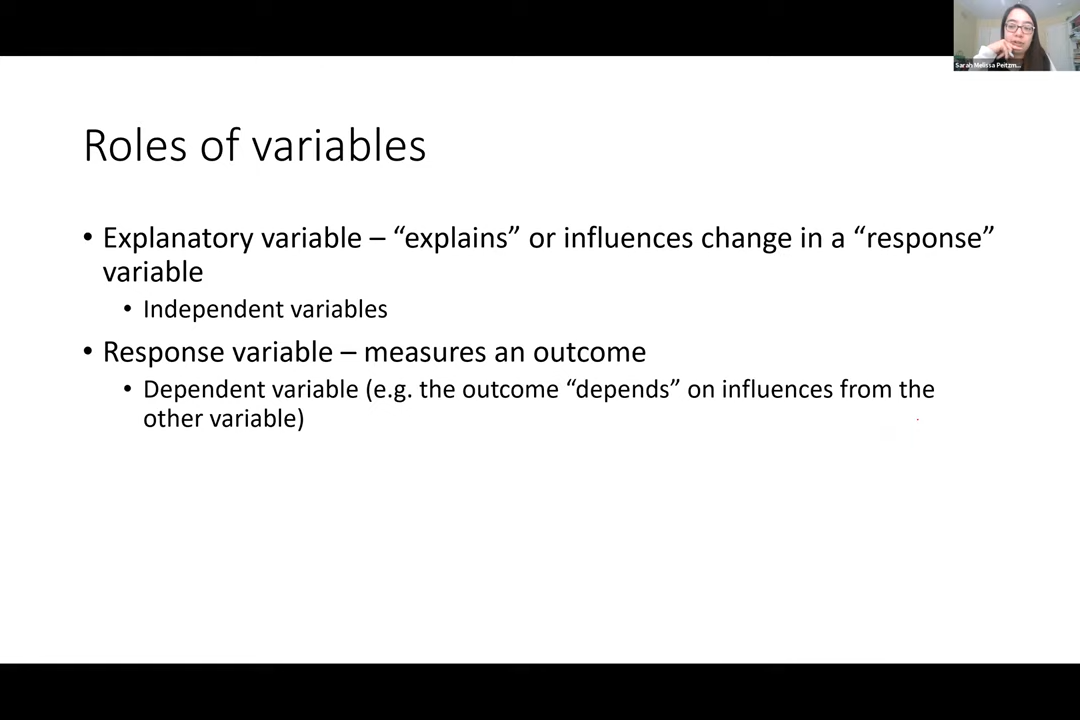 Sarah Melissa Peitzm...
Roles of variables
• Explanatory variable – “explains” or influences change in a “response”
variable
• Independent variables
• Response variable – measures an outcome
• Dependent variable (e.g. the outcome “depends” on influences from the
other variable)